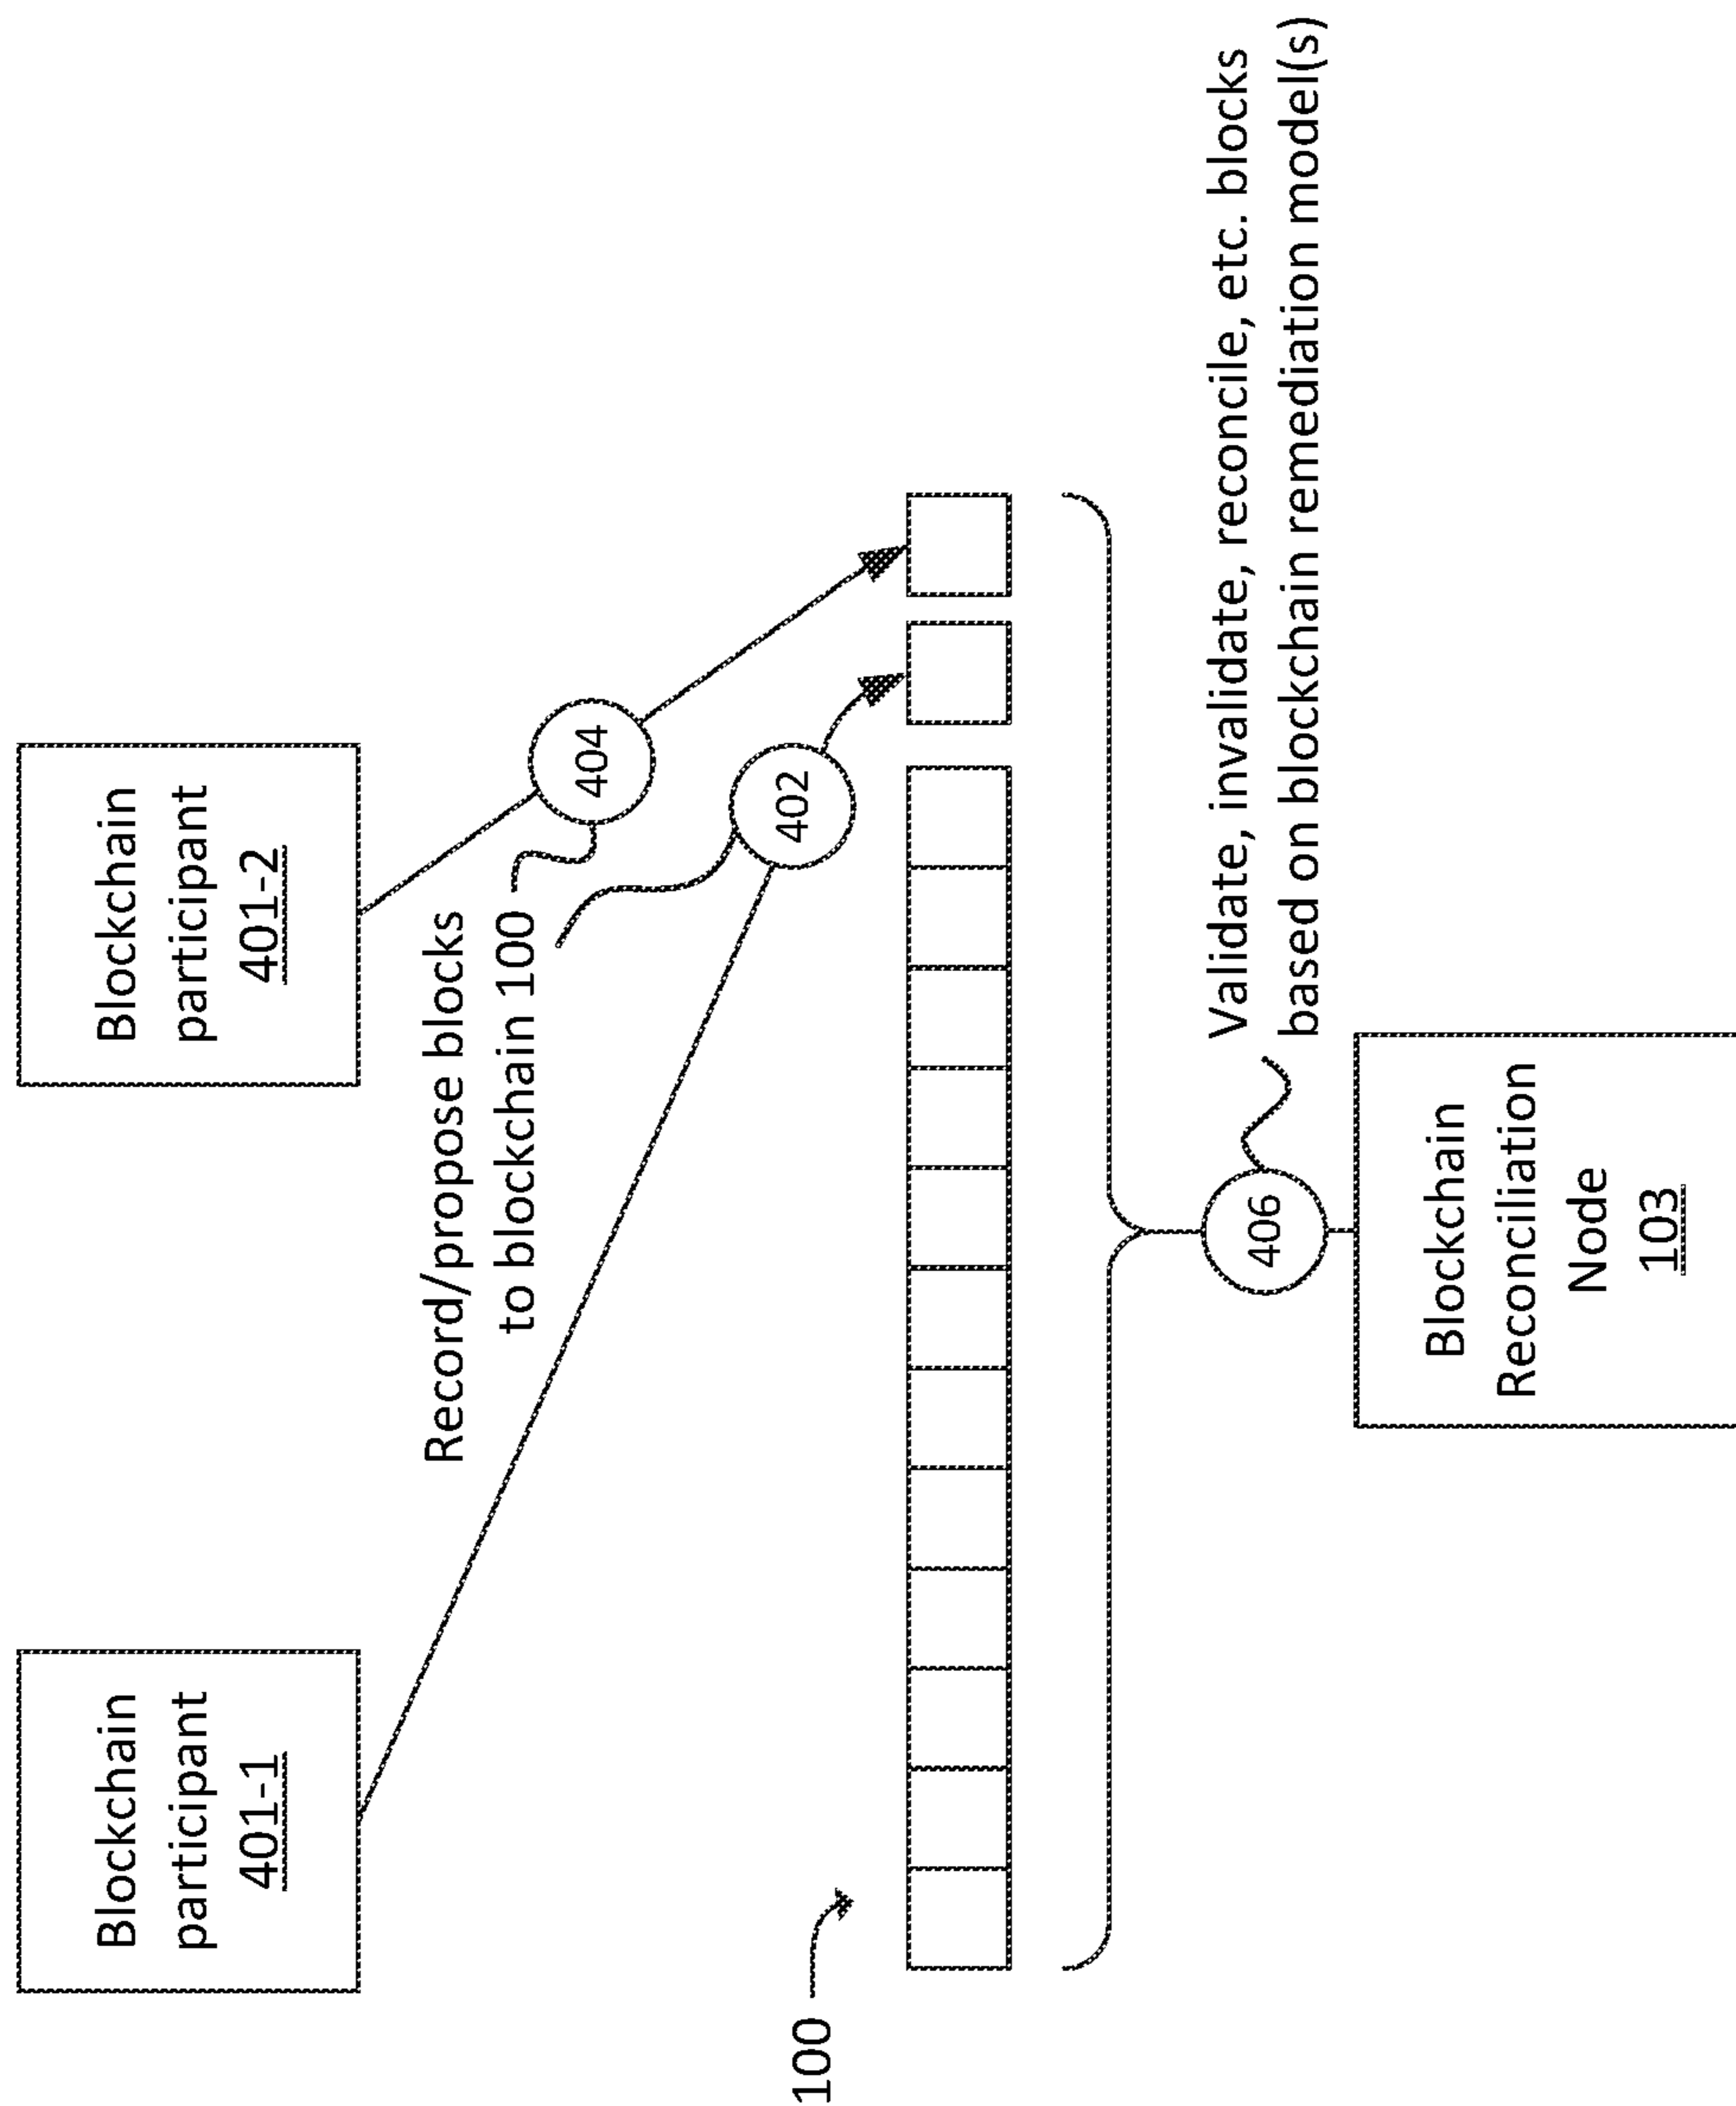 Blockchain
participant
401-1
Blockchain
participant
401-2
Record/propose blocks
to blockchain 100
404
402
100
406
Validate, invalidate, reconcile, etc. blocks
based on blockchain remediation model(s)
Blockchain
Reconciliation
Node
103